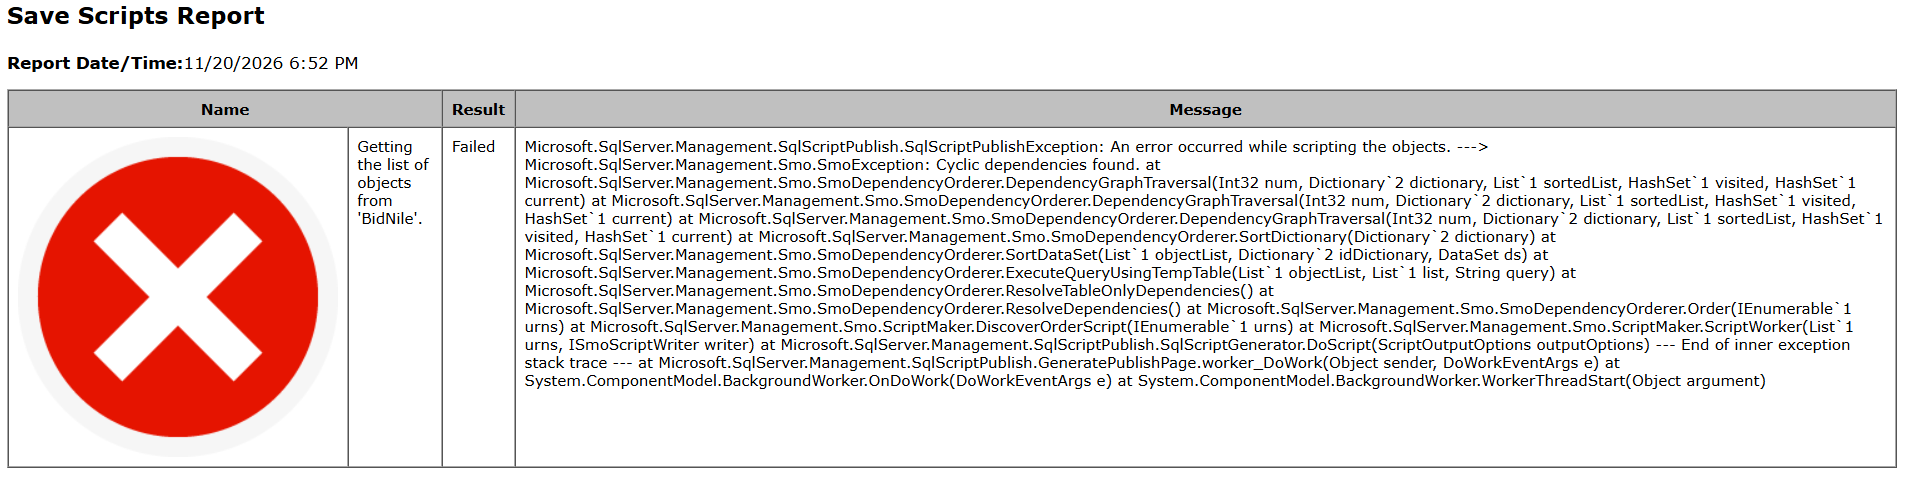 Save Scripts Report
Report Date/Time:11/20/2026 6:52 PM
Name
Result
Message
Getting
the list of
objects
from
'BidNile'.
Failed
Microsoft.SqlServer.Management.SqlScriptPublish.SqlScriptPublishException: An error occurred while scripting the objects. --->
Microsoft.SqlServer.Management.Smo.SmoException: Cyclic dependencies found. at
Microsoft.SqlServer.Management.Smo.SmoDependencyOrderer.DependencyGraphTraversal(Int32 num, Dictionary`2 dictionary, List`1 sortedList, HashSet`1 visited, HashSet`1
current) at Microsoft.SqlServer.Management.Smo.SmoDependencyOrderer.DependencyGraphTraversal(Int32 num, Dictionary`2 dictionary, List`1 sortedList, HashSet`1 visited,
HashSet`1 current) at Microsoft.SqlServer.Management.Smo.SmoDependencyOrderer.DependencyGraphTraversal(Int32 num, Dictionary`2 dictionary, List`1 sortedList, HashSet`1
visited, HashSet`1 current) at Microsoft.SqlServer.Management.Smo.SmoDependencyOrderer.SortDictionary(Dictionary`2 dictionary) at
Microsoft.SqlServer.Management.Smo.SmoDependencyOrderer.SortDataSet(List`1 objectList, Dictionary`2 idDictionary, DataSet ds) at
Microsoft.SqlServer.Management.Smo.SmoDependencyOrderer.ExecuteQueryUsingTempTable(List`1 objectList, List`1 list, String query) at
Microsoft.SqlServer.Management.Smo.SmoDependencyOrderer.ResolveTableOnlyDependencies() at
Microsoft.SqlServer.Management.Smo.SmoDependencyOrderer.ResolveDependencies() at Microsoft.SqlServer.Management.Smo.SmoDependencyOrderer.Order(IEnumerable`1
urns) at Microsoft.SqlServer.Management.Smo.ScriptMaker.DiscoverOrderScript(IEnumerable`1 urns) at Microsoft.SqlServer.Management.Smo.ScriptMaker.ScriptWorker(List`1
urns, ISmoScriptWriter writer) at Microsoft.SqlServer.Management.SqlScriptPublish.SqlScriptGenerator.DoScript(ScriptOutputOptions outputOptions) --- End of inner exception
stack trace --- at Microsoft.SqlServer.Management.SqlScriptPublish.GeneratePublishPage.worker_DoWork(Object sender, DoWorkEventArgs e) at
System.ComponentModel.BackgroundWorker.OnDoWork(DoWorkEventArgs e) at System.ComponentModel.BackgroundWorker.WorkerThreadStart(Object argument)